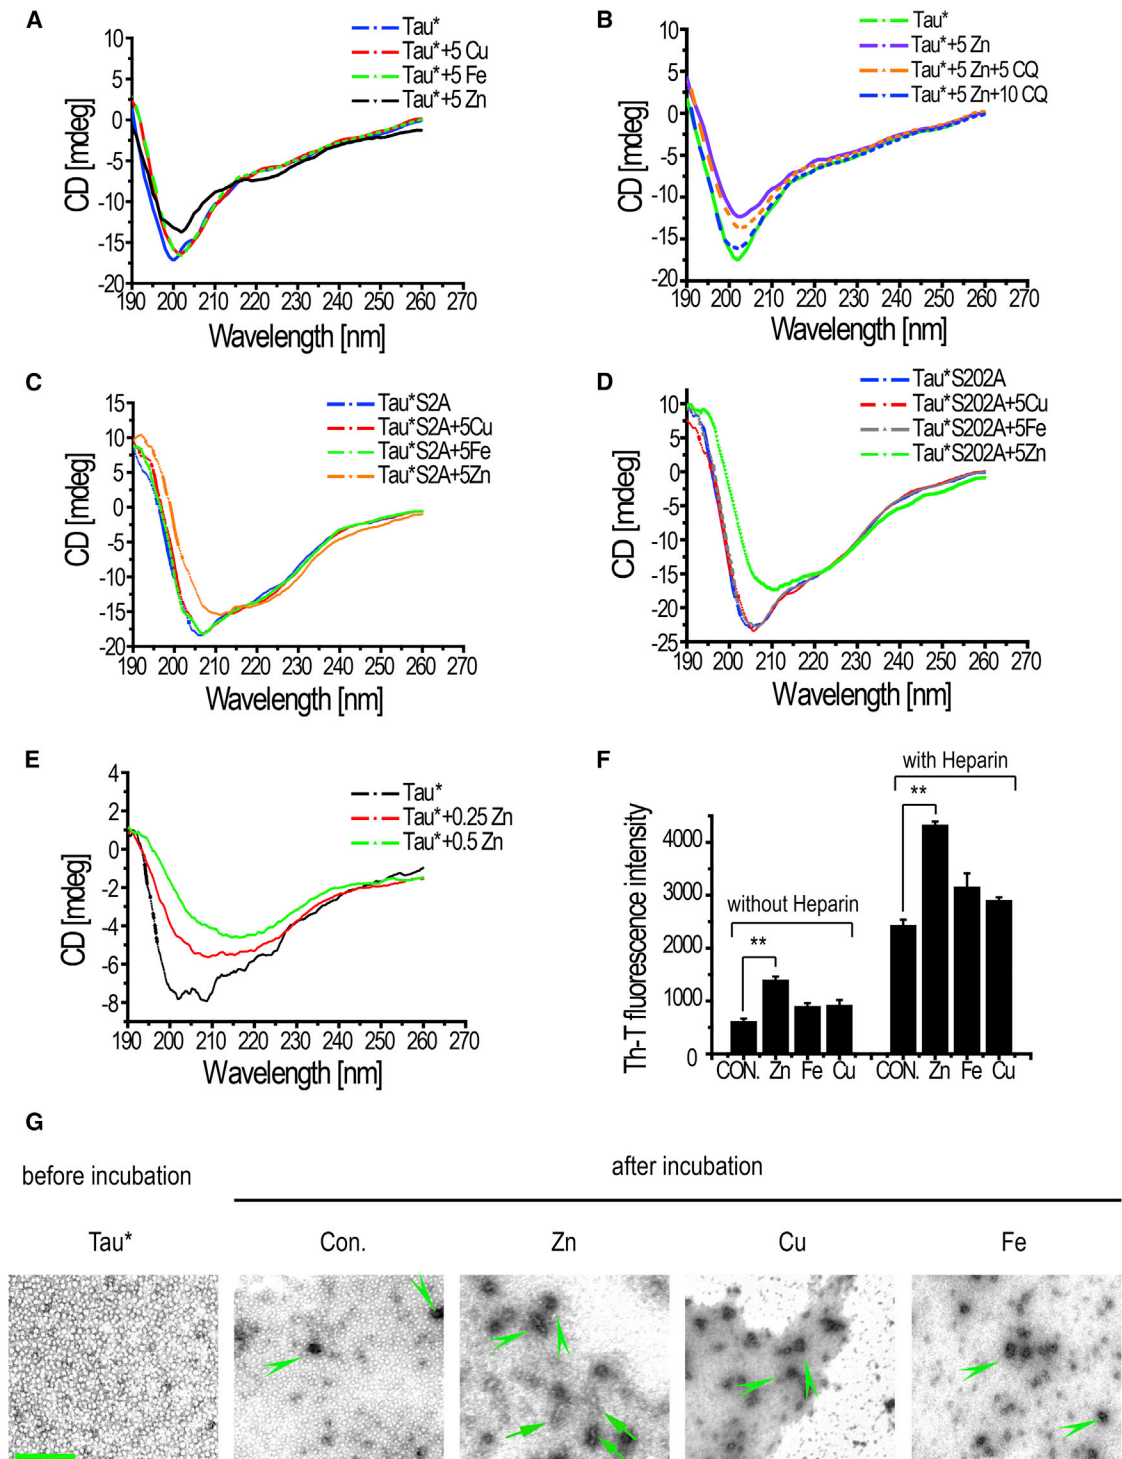 A
Tau*
Tau*+5 Cu
Tau*+5 Fe
Tau*+5 Zn
CD [mdeg]
10
5
0
-5
-10
-15
-20
190 200 210 220 230 240 250 260 270
Wavelength [nm]
B
Tau*
Tau*+5 Zn
Tau*+5 Zn+5 CQ
Tau*+5 Zn+10 CQ
CD [mdeg]
10
5
0
-5
-10
-15
-20
190 200 210 220 230 240 250 260 270
Wavelength [nm]
C
Tau*S2A
Tau*S2A+5Cu
Tau*S2A+5Fe
Tau*S2A+5Zn
CD [mdeg]
15
10
5
0
-5
-10
-15
-20
190 200 210 220 230 240 250 260 270
Wavelength [nm]
D
Tau*S202A
Tau*S202A+5Cu
Tau*S202A+5Fe
Tau*S202A+5Zn
CD [mdeg]
10
5
0
-5
-10
-15
-20
-25
190 200 210 220 230 240 250 260 270
Wavelength [nm]
E
Tau*
Tau*+0.25 Zn
Tau*+0.5 Zn
CD [mdeg]
4
2
0
-2
-4
-6
-8
190 200 210 220 230 240 250 260 270
Wavelength [nm]
F
with Heparin
**
without Heparin
**
Th-T fluorescence intensity
4000
3000
2000
1000
0
CON. Zn Fe Cu CON. Zn Fe Cu
G
before incubation
after incubation
Tau* Con. Zn Cu Fe